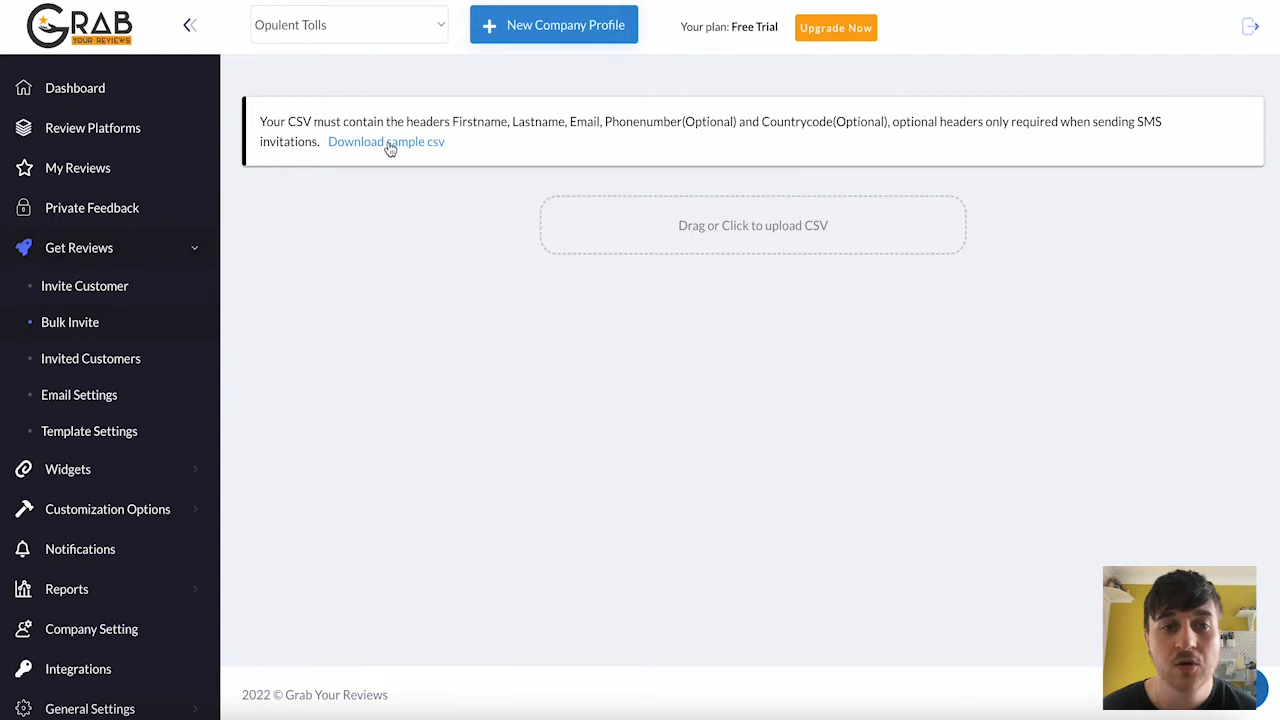 GRAB
YOUR REVIEWS
Opulent Tolls
New Company Profile
Your plan: Free Trial
Upgrade Now
Dashboard
Review Platforms
My Reviews
Private Feedback
Get Reviews
Invite Customer
Bulk Invite
Invited Customers
Email Settings
Template Settings
Widgets
Customization Options
Notifications
Reports
Company Setting
Integrations
General Settings
Your CSV must contain the headers Firstname, Lastname, Email, Phonenumber(Optional) and Countrycode(Optional), optional headers only required when sending SMS
invitations. Download sample csv
Drag or Click to upload CSV
2022 © Grab Your Reviews